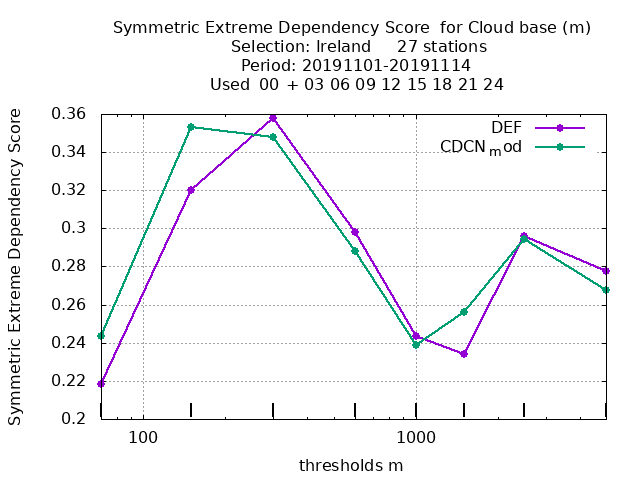 Symmetric Extreme Dependency Score  for Cloud base (m)
Selection: Ireland     27 stations
Period: 20191101-20191114
Used  00 + 03 06 09 12 15 18 21 24
Symmetric Extreme Dependency Score
0.36
0.34
0.32
0.3
0.28
0.26
0.24
0.22
0.2
DEF
CDCNmod
100
1000
thresholds m